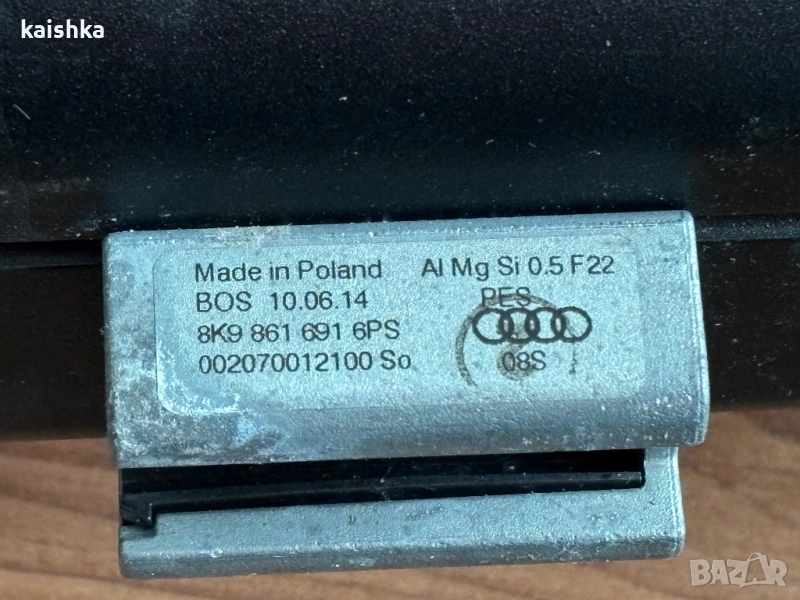 kaishka
Made in Poland Al Mg Si 0.5 F22
BOS 10.06.14 PES
8K9 861 691 6PS
002070012100 So 08S
BAZAR